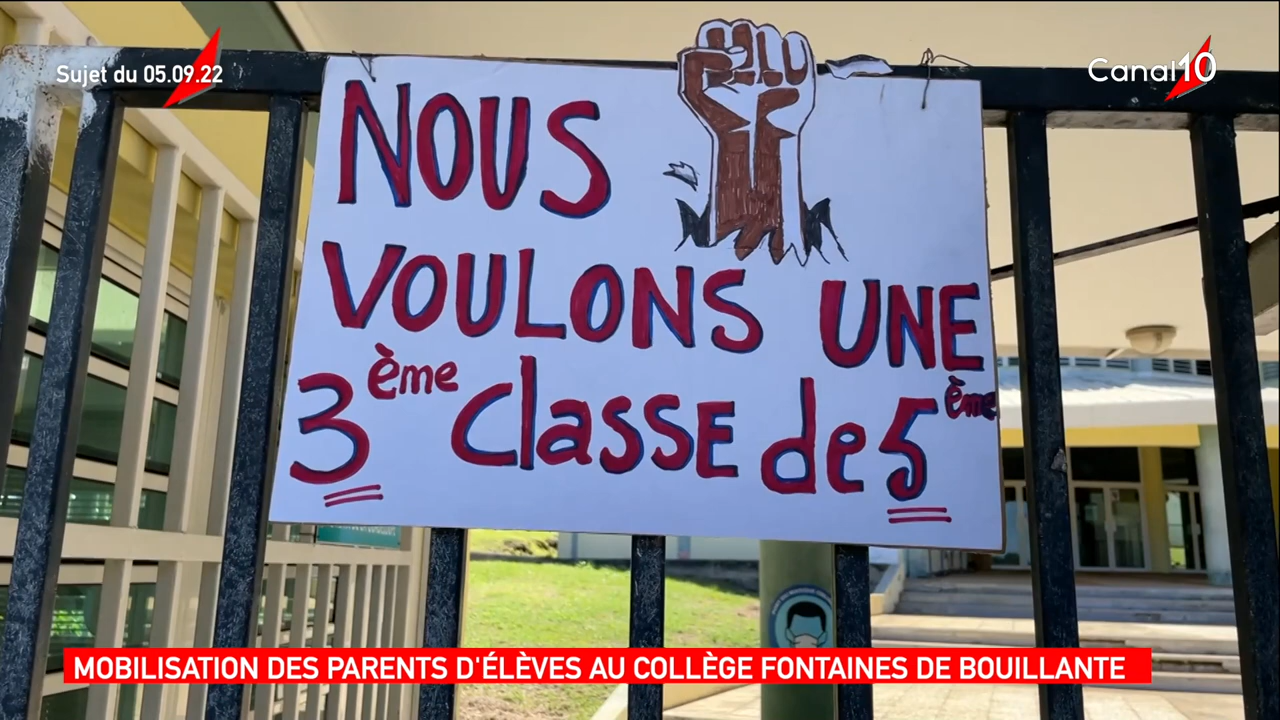 Sujet du 05.09.22
Canal10
NOUS
VOULONS UNE
3ème Classe de 5ème
MOBILISATION DES PARENTS D'ÉLÈVES AU COLLÈGE FONTAINES DE BOUILLANTE